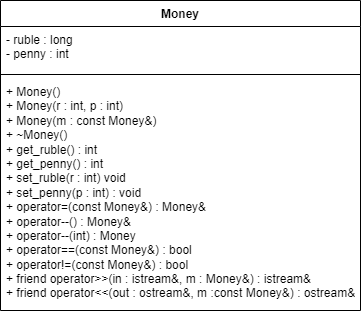 Money
- ruble : long
- penny : int
+ Money()
+ Money(r : int, p : int)
+ Money(m : const Money&)
+ ~Money()
+ get_ruble() : int
+ get_penny() : int
+ set_ruble(r : int) void
+ set_penny(p : int) : void
+ operator=(const Money&) : Money&
+ operator--() : Money&
+ operator--(int) : Money
+ operator==(const Money&) : bool
+ operator!=(const Money&) : bool
+ friend operator>>(in : istream&, m : Money&) : istream&
+ friend operator<<(out : ostream&, m :const Money&) : ostream&